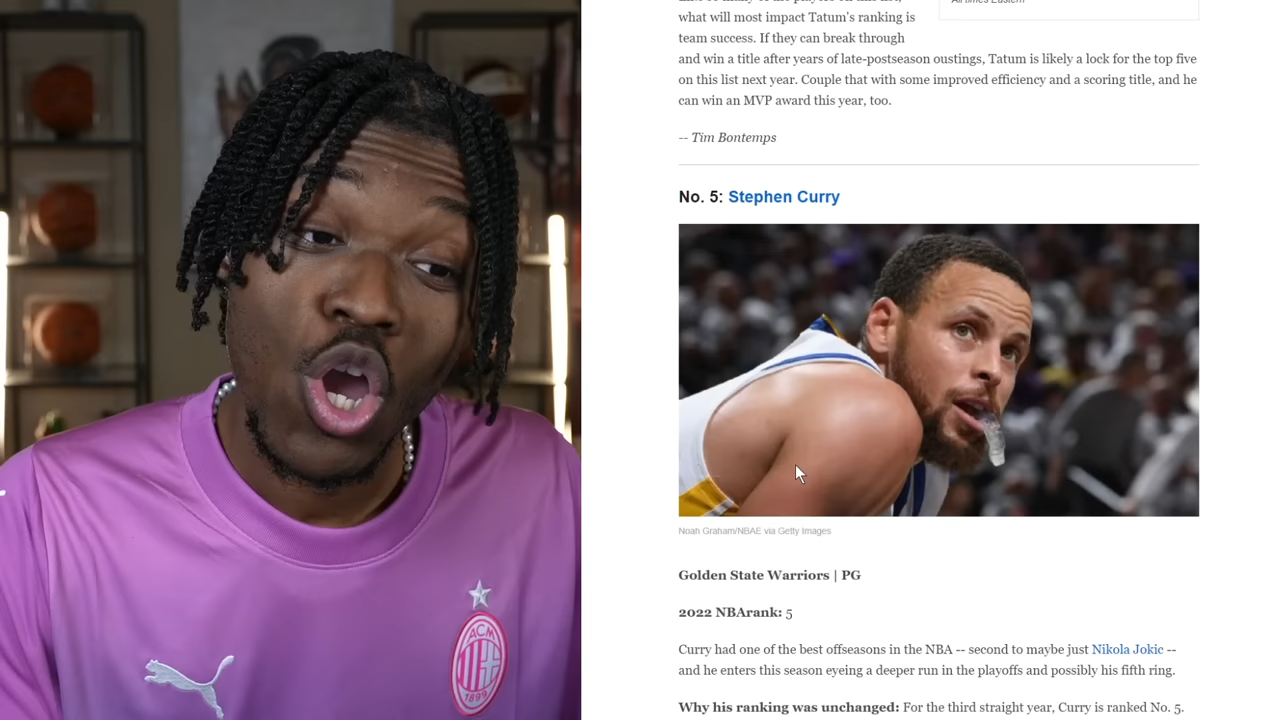 what will most impact Tatum's ranking is
team success. If they can break through
and win a title after years of late-postseason oustings, Tatum is likely a lock for the top five
on this list next year. Couple that with some improved efficiency and a scoring title, and he
can win an MVP award this year, too.
-- Tim Bontemps
No. 5: Stephen Curry
Noah Graham/NBAE via Getty Images
Golden State Warriors | PG
2022 NBArank: 5
Curry had one of the best offseasons in the NBA -- second to maybe just Nikola Jokic --
and he enters this season eyeing a deeper run in the playoffs and possibly his fifth ring.
Why his ranking was unchanged: For the third straight year, Curry is ranked No. 5.
ACM
1899